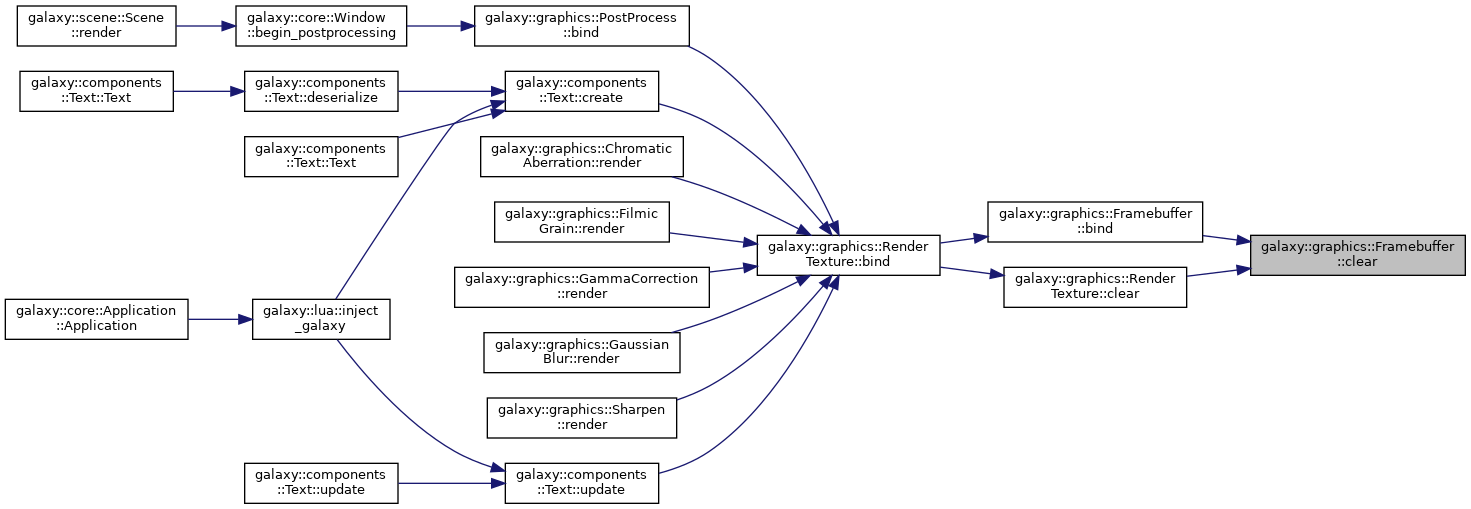 galaxy::scene::Scene
::render
galaxy::core::Window
::begin_postprocessing
galaxy::graphics::PostProcess
::bind
galaxy::components
::Text::Text
galaxy::components
::Text::deserialize
galaxy::components
::Text::create
galaxy::components
::Text::Text
galaxy::graphics::Chromatic
Aberration::render
galaxy::graphics::Filmic
Grain::render
galaxy::graphics::GammaCorrection
::render
galaxy::graphics::Render
Texture::bind
galaxy::graphics::Framebuffer
::bind
galaxy::graphics::Render
Texture::clear
galaxy::graphics::Framebuffer
::clear
galaxy::core::Application
::Application
galaxy::lua::inject
_galaxy
galaxy::graphics::Gaussian
Blur::render
galaxy::graphics::Sharpen
::render
galaxy::components
::Text::update
galaxy::components
::Text::update